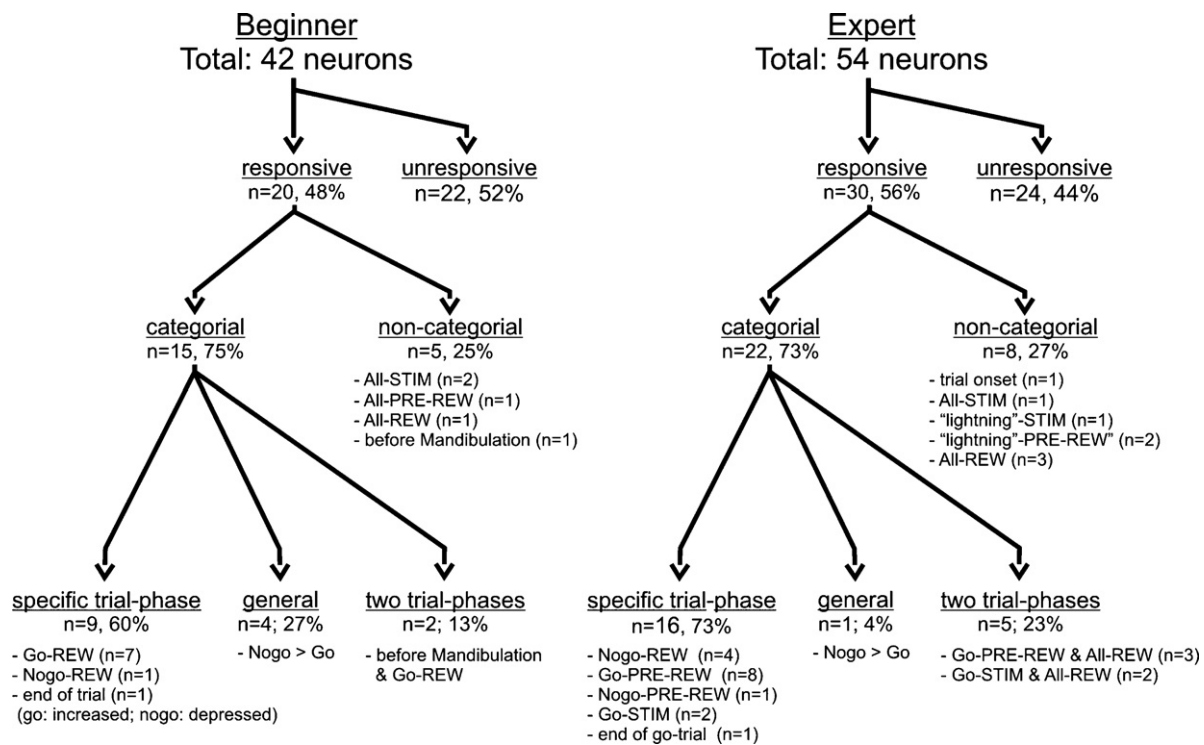 Beginner
Total: 42 neurons
responsive
n=20, 48%
unresponsive
n=22, 52%
categorial
n=15, 75%
non-categorial
n=5, 25%
- All-STIM (n=2)
- All-PRE-REW (n=1)
- All-REW (n=1)
- before Mandibulation (n=1)
specific trial-phase
n=9, 60%
- Go-REW (n=7)
- Nogo-REW (n=1)
- end of trial (n=1)
(go: increased; nogo: depressed)
general
n=4; 27%
- Nogo > Go
two trial-phases
n=2; 13%
- before Mandibulation
& Go-REW
Expert
Total: 54 neurons
responsive
n=30, 56%
unresponsive
n=24, 44%
categorial
n=22, 73%
non-categorial
n=8, 27%
- trial onset (n=1)
- All-STIM (n=1)
- “lightning”-STIM (n=1)
- “lightning”-PRE-REW” (n=2)
- All-REW (n=3)
specific trial-phase
n=16, 73%
- Nogo-REW (n=4)
- Go-PRE-REW (n=8)
- Nogo-PRE-REW (n=1)
- Go-STIM (n=2)
- end of go-trial (n=1)
general
n=1; 4%
- Nogo > Go
two trial-phases
n=5; 23%
- Go-PRE-REW & All-REW (n=3)
- Go-STIM & All-REW (n=2)